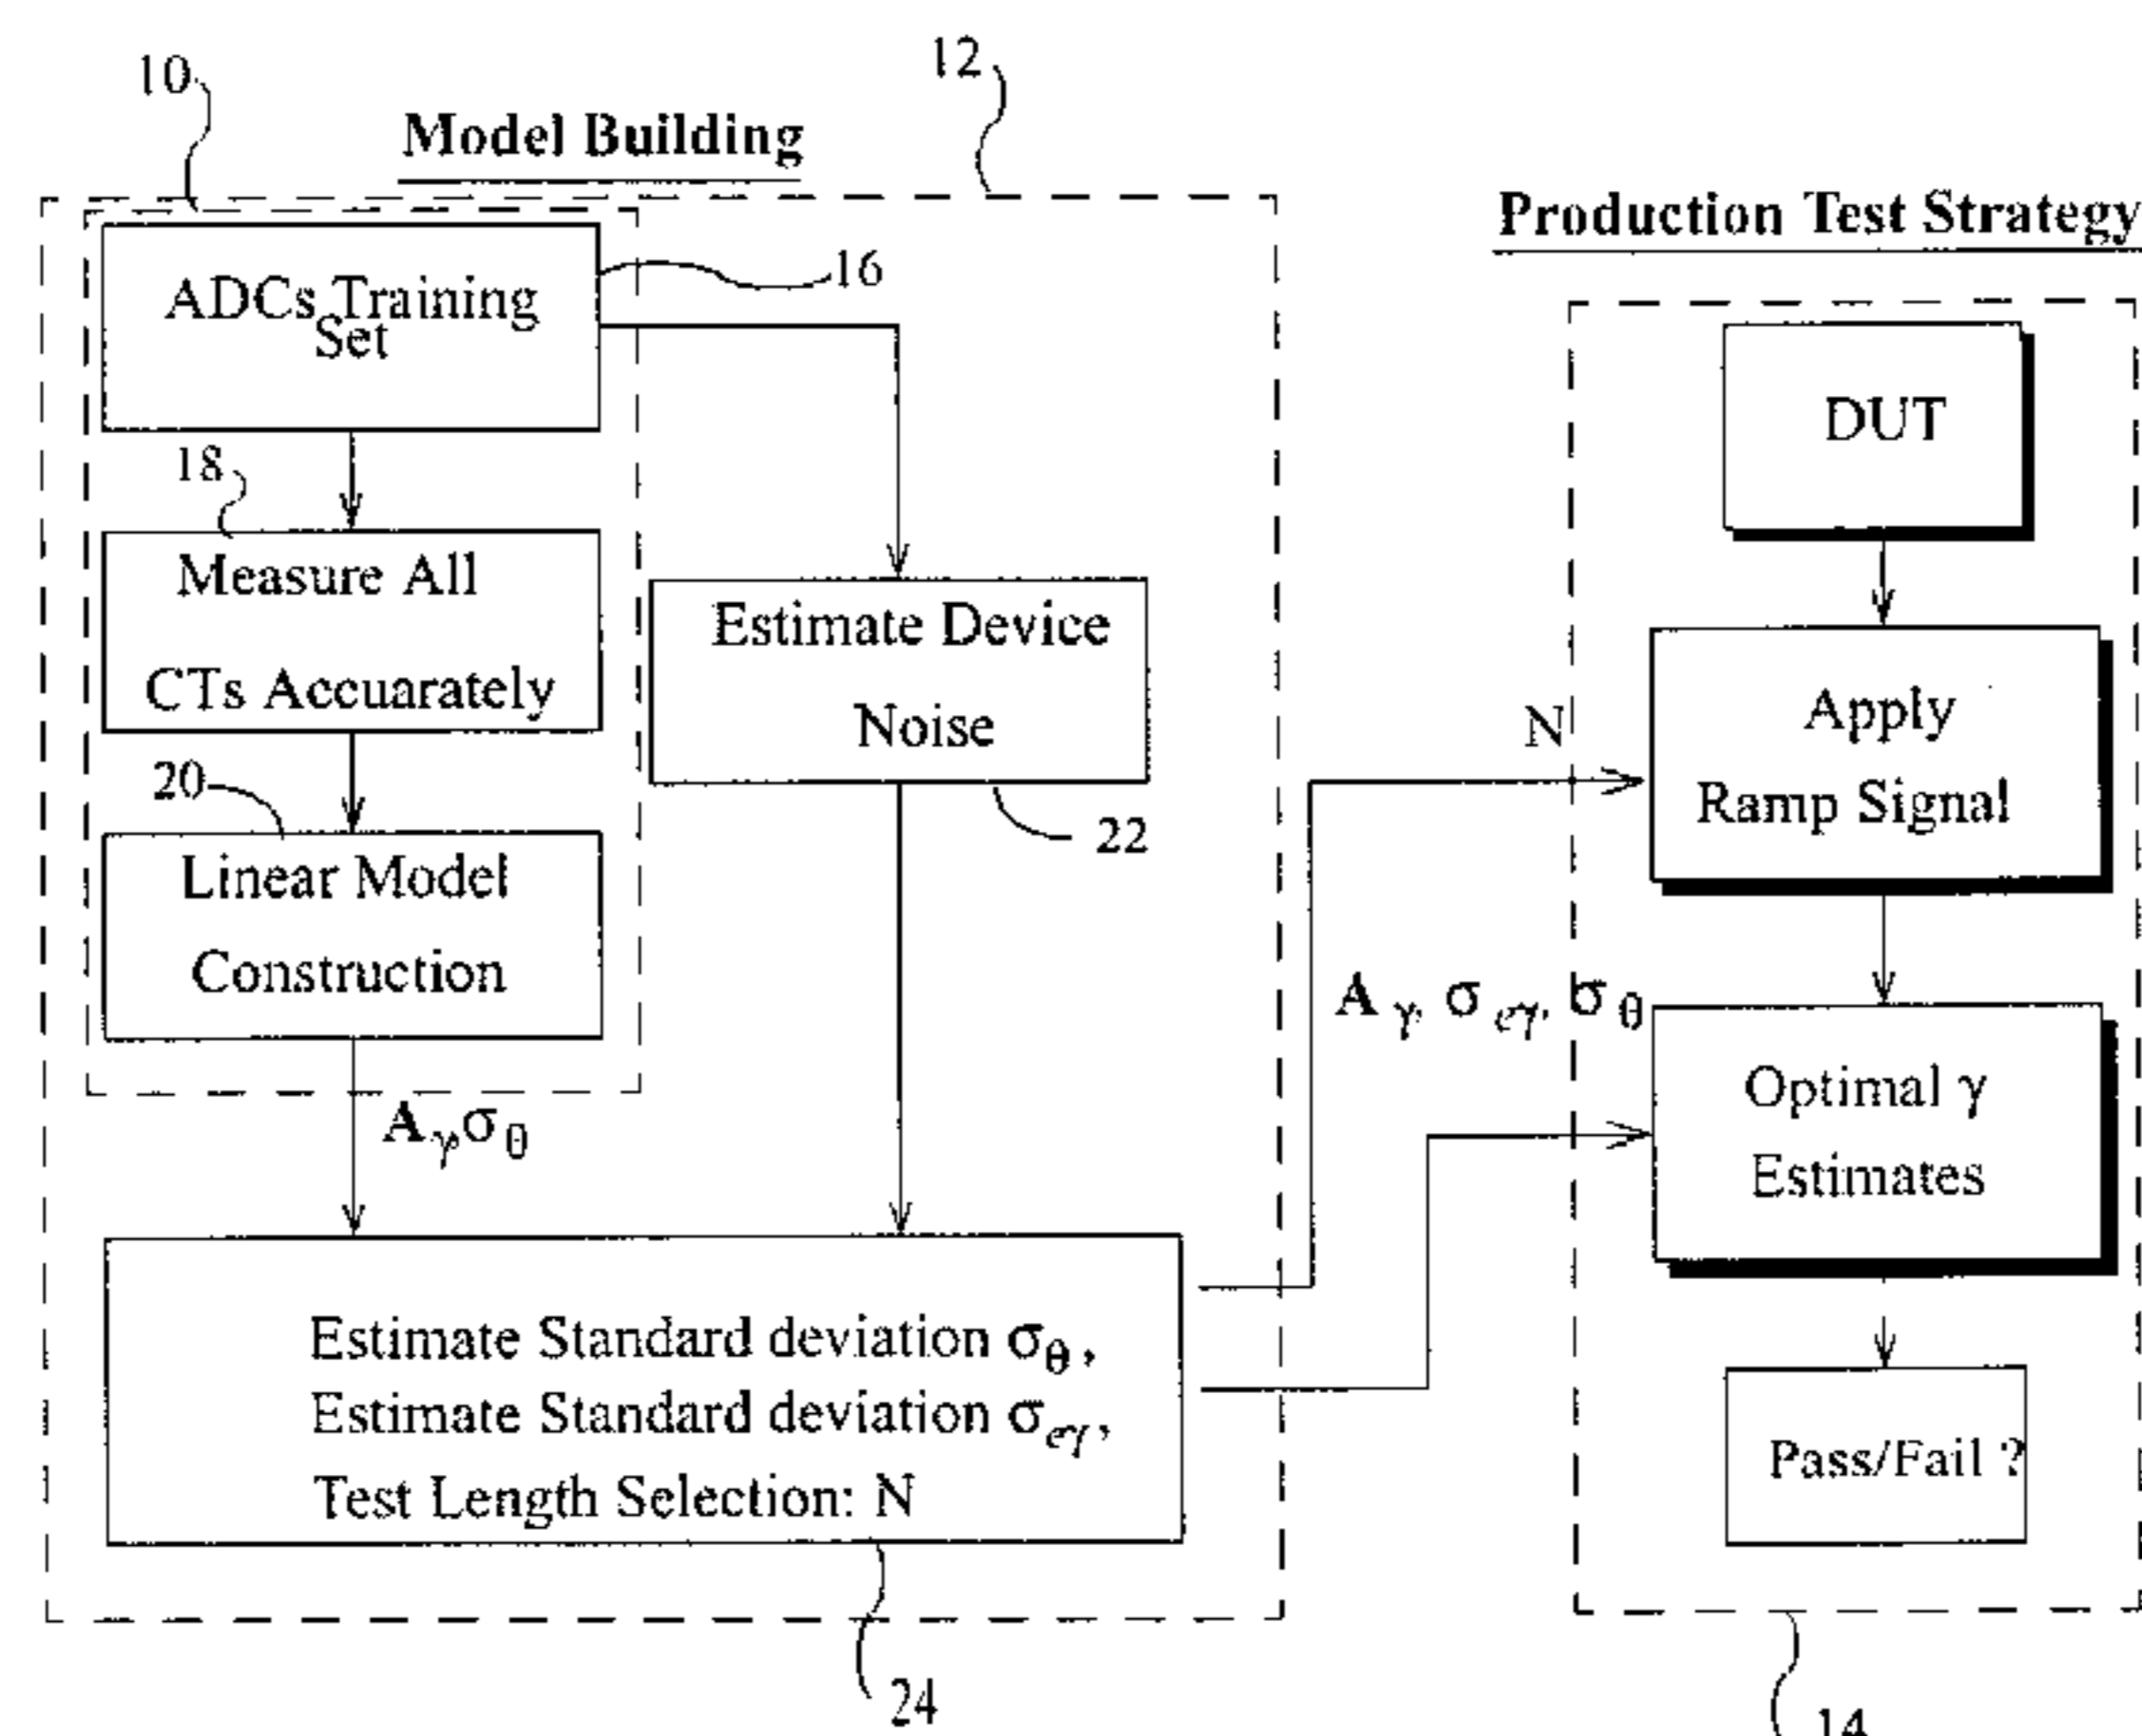 10
12
Model Building
Production Test Strategy
ADCs Training
Set
16
18
Measure All
CTs Accuarately
20
Linear Model
Construction
Estimate Device
Noise
22
A γ, σ θ
Estimate Standard deviation σ θ,
Estimate Standard deviation σ eγ,
Test Length Selection: N
24
N
A γ, σ eγ, σ θ
DUT
Apply
Ramp Signal
Optimal γ
Estimates
Pass/Fail ?
14